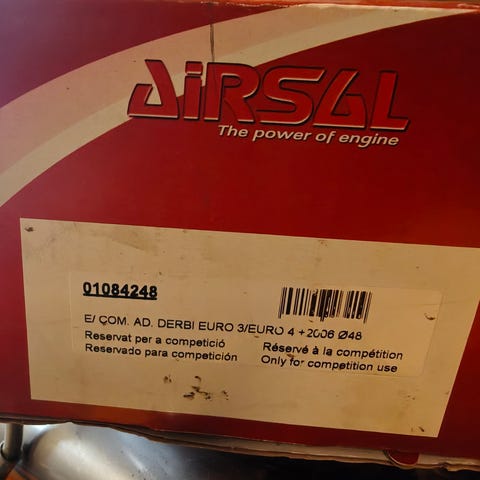 AIRSAL
The power of engine
01084248
E/ COM. AD. DERBI EURO 3/EURO 4 +2006 Ø48
Reservat per a competició
Reservado para competición
Réservé à la compétition
Only for competition use